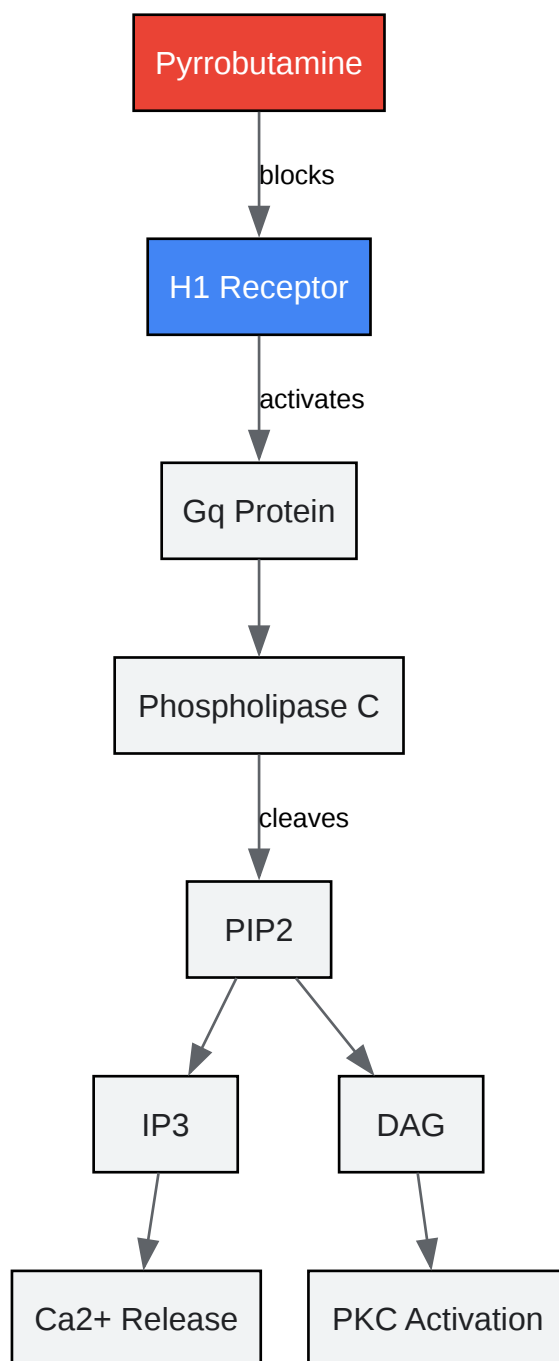 Pyrrobutamine
blocks
H1 Receptor
activates
Gq Protein
Phospholipase C
cleaves
PIP2
IP3
DAG
Ca2+ Release
PKC Activation